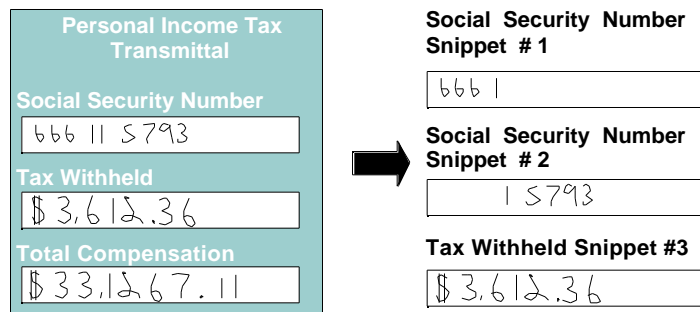 Personal Income Tax
Transmittal
Social Security Number
666 11 5793
Tax Withheld
$3,612.36
Total Compensation
$33,1267.11
Social Security Number
Snippet # 1
666 1
Social Security Number
Snippet # 2
1 5793
Tax Withheld Snippet #3
$3,612.36